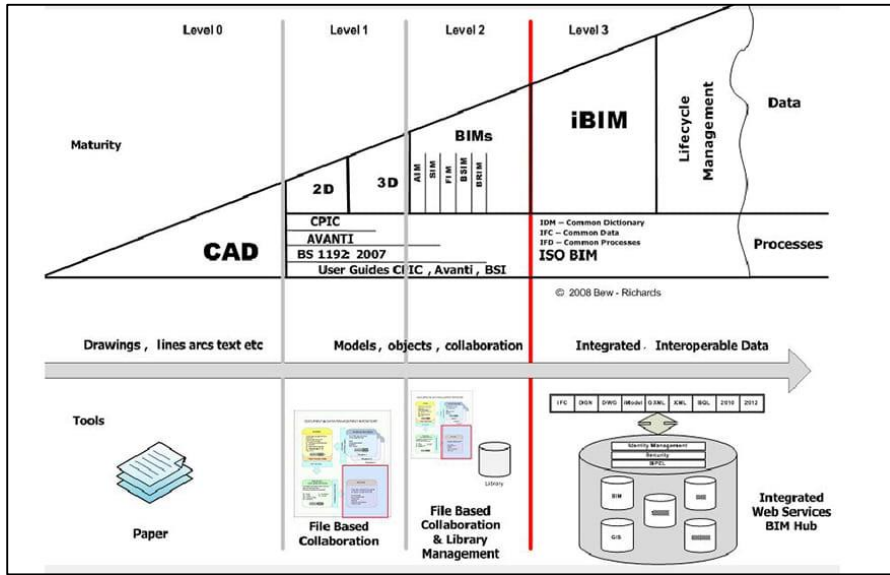 Level 0
Level 1
Level 2
Level 3
Maturity
BIMs
iBIM
Lifecycle
Management
Data
2D
3D
AIM
SIM
FIM
BSIM
BRIM
CAD
CPIC
AVANTI
BS 1192: 2007
User Guides CPIC , Avanti , BSI
IDM – Common Dictionary
IFC – Common Data
IFD – Common Processes
ISO BIM
Processes
© 2008 Bew - Richards
Drawings , lines arcs text etc
Models, objects , collaboration
Integrated , Interoperable Data
Tools
Paper
File Based
Collaboration
Library
File Based
Collaboration
& Library
Management
IFC DGN DWG iModel GXML XML 2010 2012
Identity Management
Security
BPEL
BIM
GIS
Integrated
Web Services
BIM Hub